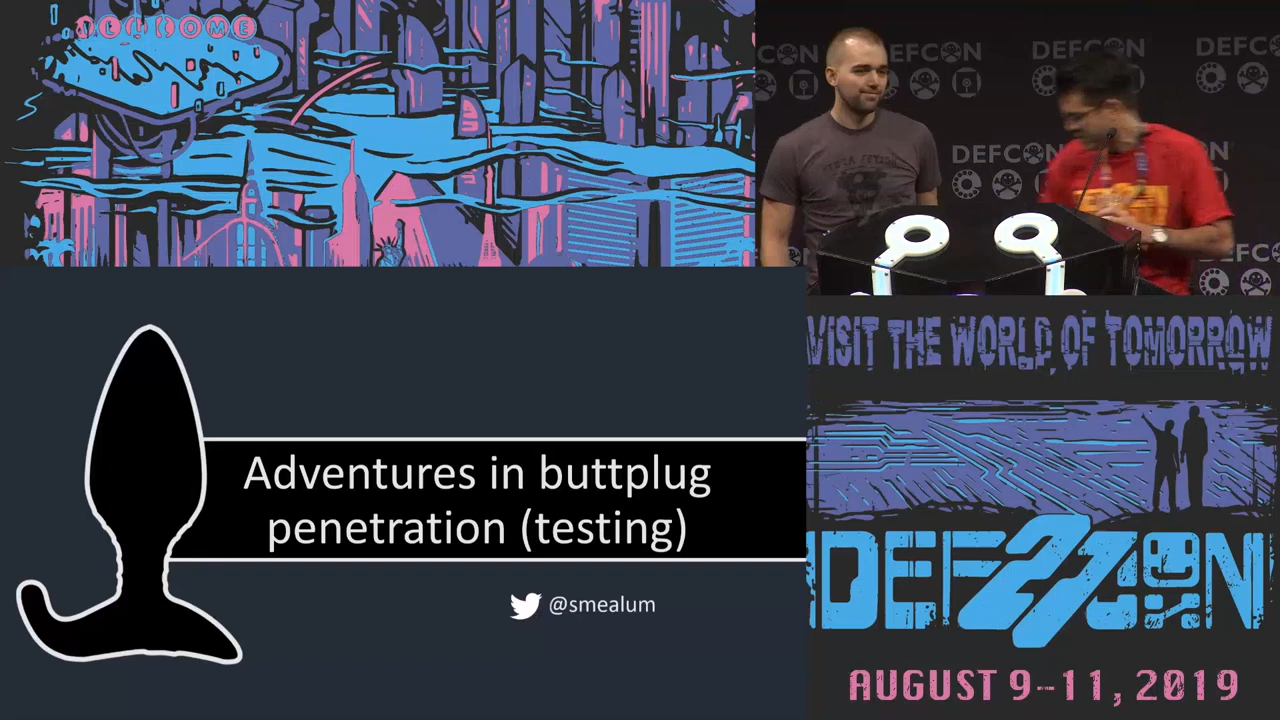 WELCOME
DEFCON
DEFCON
DEFCON
DEFCON
VISIT THE WORLD OF TOMORROW
Adventures in buttplug
penetration (testing)
@smealum
DEF CON
27
AUGUST 9-11, 2019